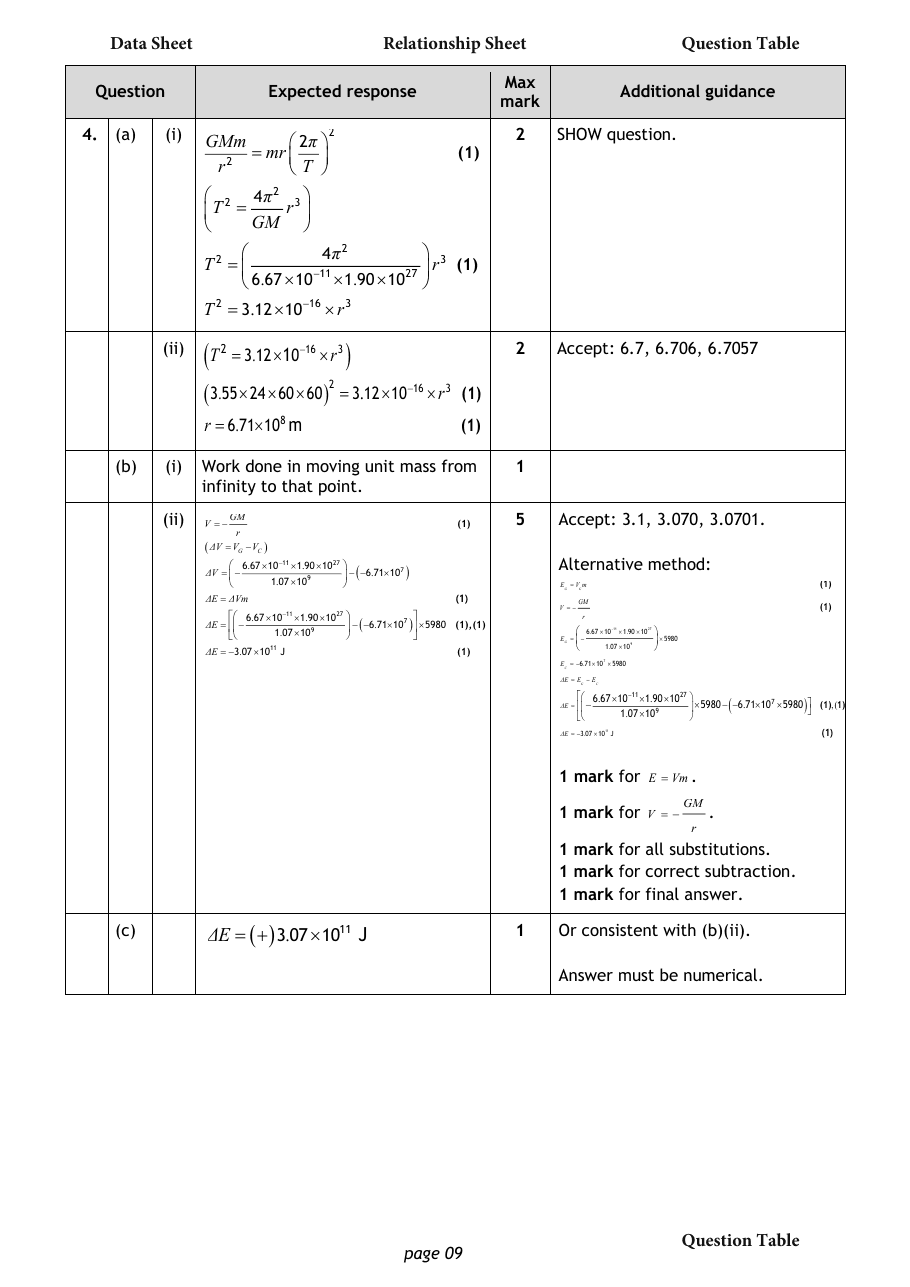 Data Sheet Relationship Sheet Question Table
Question Expected response Max mark Additional guidance
4. (a) (i) GMm/r² = mr(2π/T)² (1) 2 SHOW question.
(T² = 4π²/GM r³)
T² = (4π²/6.67×10⁻¹¹×1.90×10²⁷) r³ (1)
T² = 3.12×10⁻¹⁶ × r³
(ii) (T² = 3.12×10⁻¹⁶ × r³) 2 Accept: 6.7, 6.706, 6.7057
(3.55×24×60×60)² = 3.12×10⁻¹⁶ × r³ (1)
r = 6.71×10⁸ m (1)
(b) (i) Work done in moving unit mass from 1
infinity to that point.
(ii) V = −GM/r (1) 5 Accept: 3.1, 3.070, 3.0701.
(ΔV = V_G − V_C)
ΔV = (−6.67×10⁻¹¹×1.90×10²⁷/1.07×10⁹) − (−6.71×10⁷)
ΔE = ΔVm (1)
ΔE = [(−6.67×10⁻¹¹×1.90×10²⁷/1.07×10⁹) − (−6.71×10⁷)] × 5980 (1),(1)
ΔE = −3.07×10¹¹ J (1)
Alternative method:
(1)
V = −GM/r (1)
ΔE = [(−6.67×10⁻¹¹×1.90×10²⁷/1.07×10⁹) × 5980 − (−6.71×10⁷ × 5980)] (1),(1)
(1)
1 mark for E = Vm.
1 mark for V = −GM/r.
1 mark for all substitutions.
1 mark for correct subtraction.
1 mark for final answer.
(c) ΔE = (+)3.07×10¹¹ J 1 Or consistent with (b)(ii).
Answer must be numerical.
Question Table
page 09